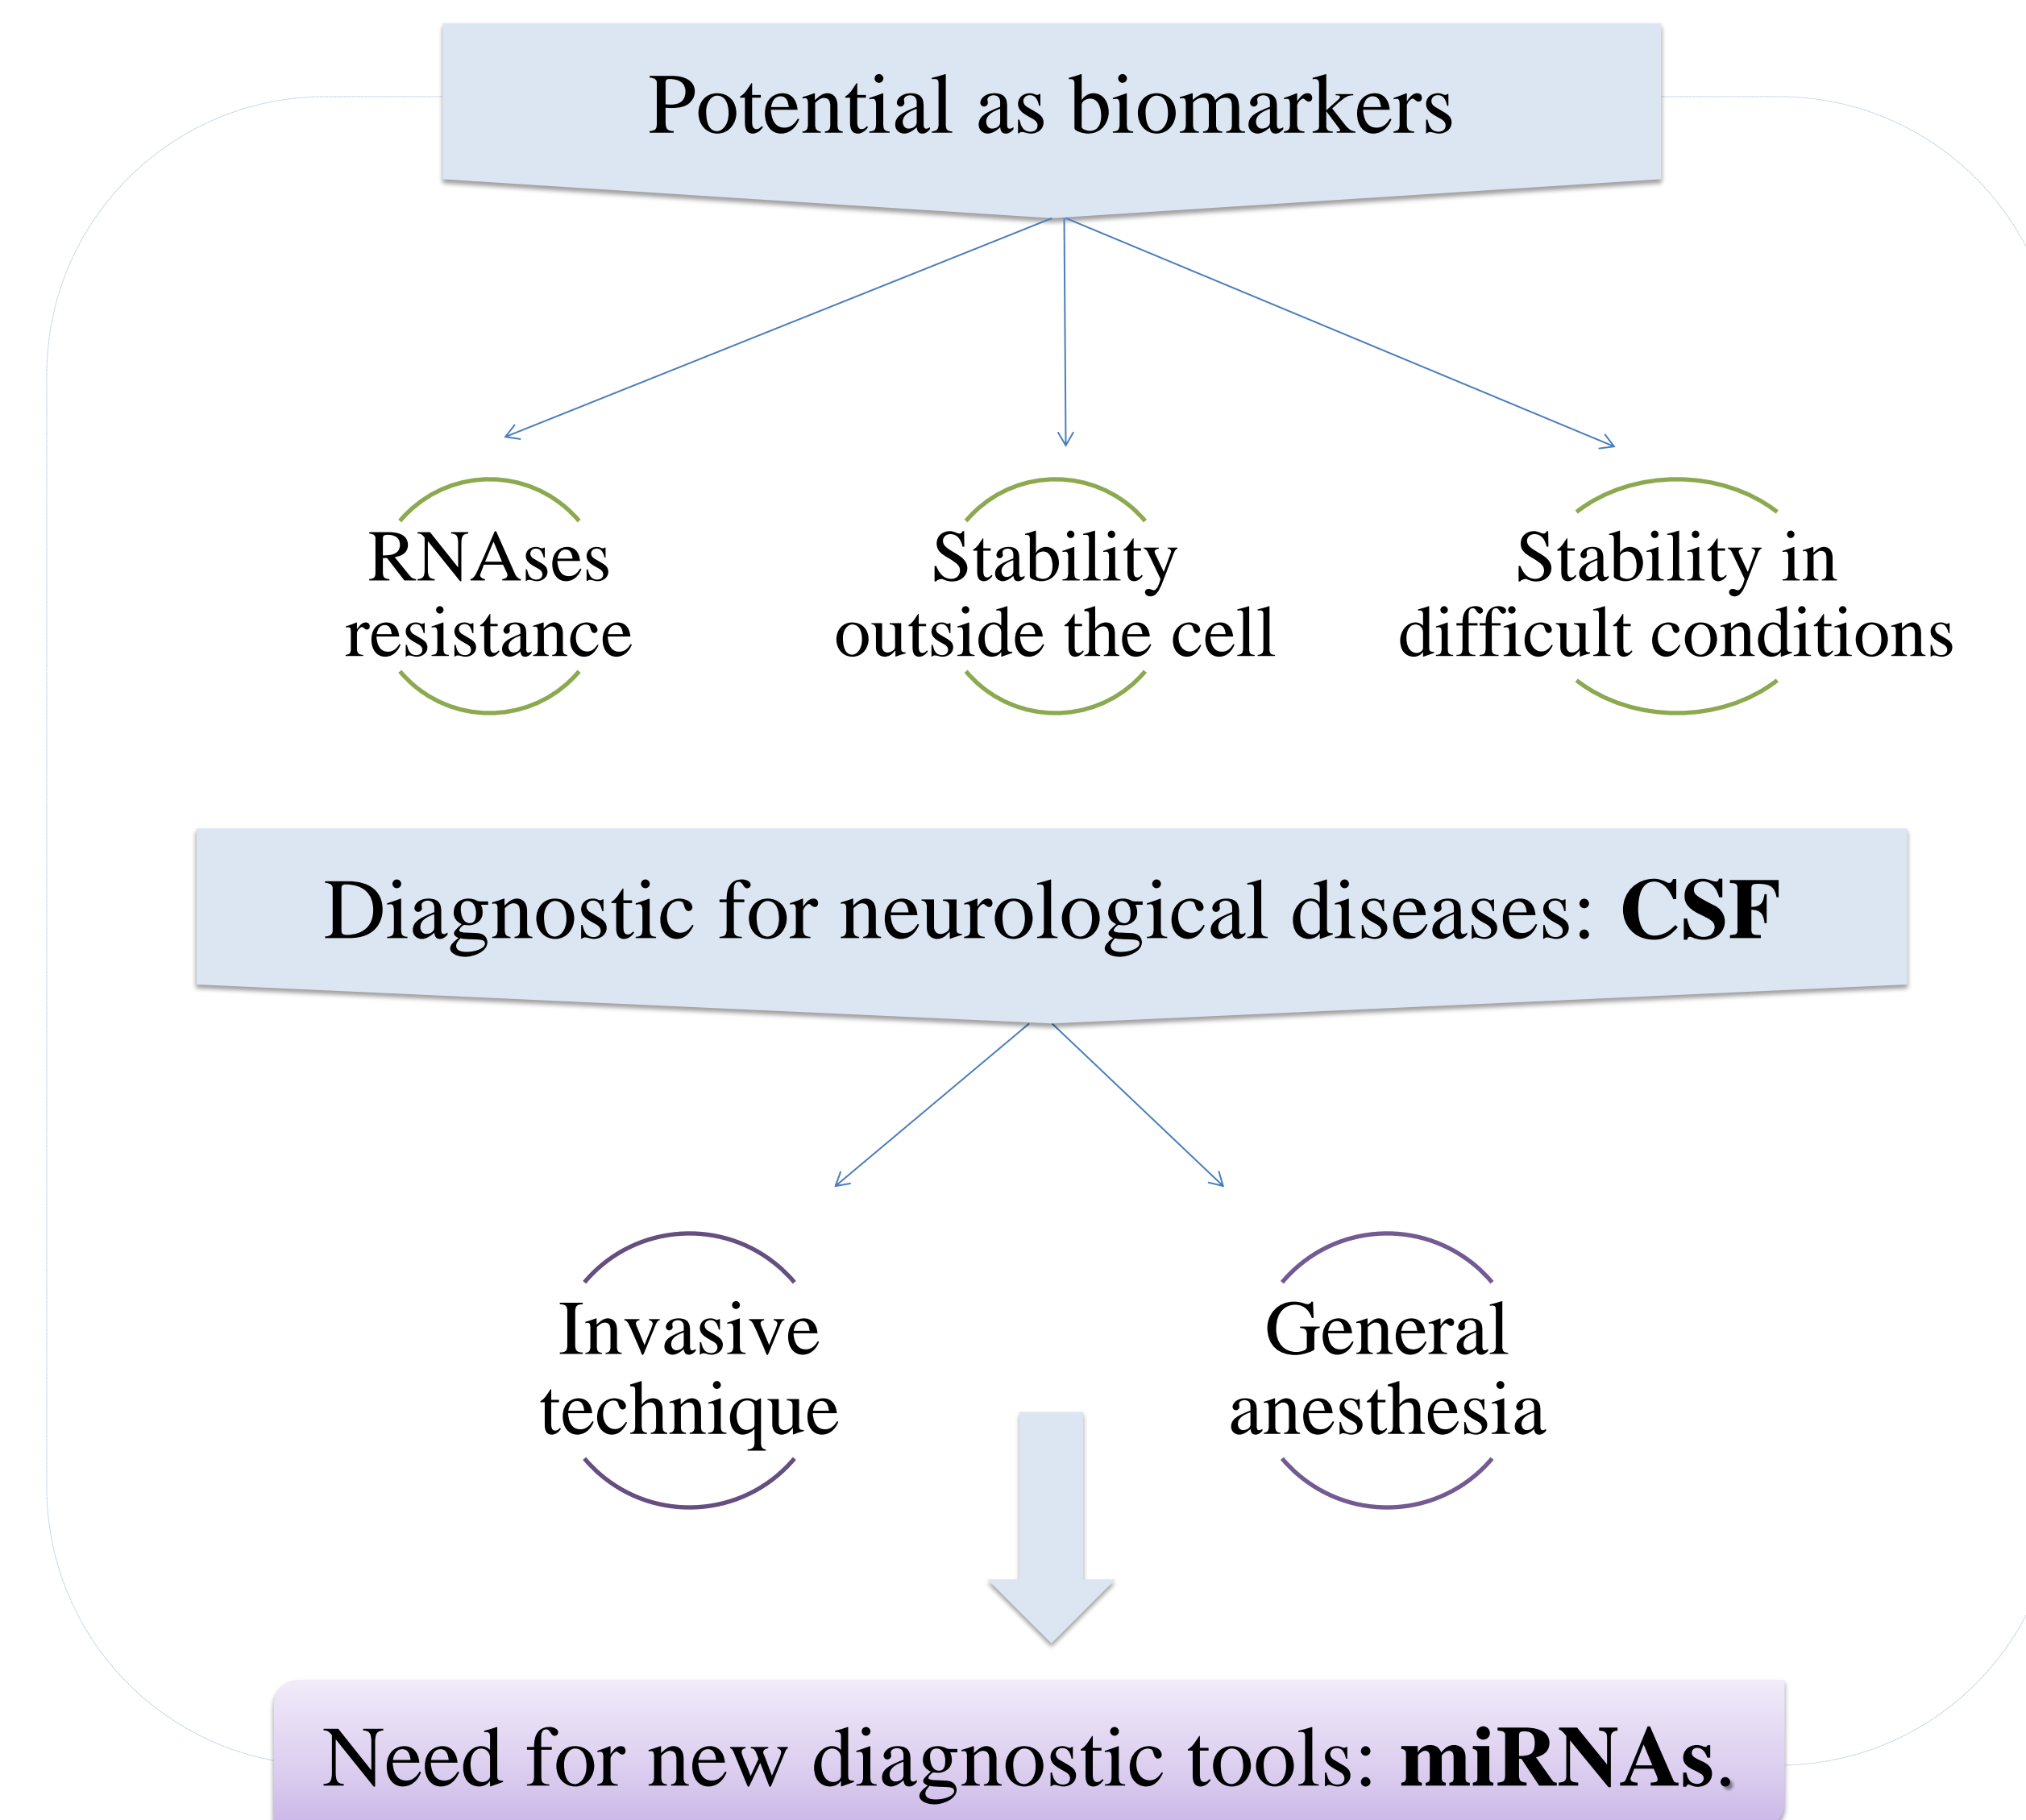 Potential as biomarkers
RNAses
resistance
Stability
outside the cell
Stability in
difficult conditions
Diagnostic for neurological diseases: CSF
Invasive
technique
General
anesthesia
Need for new diagnostic tools: miRNAs.